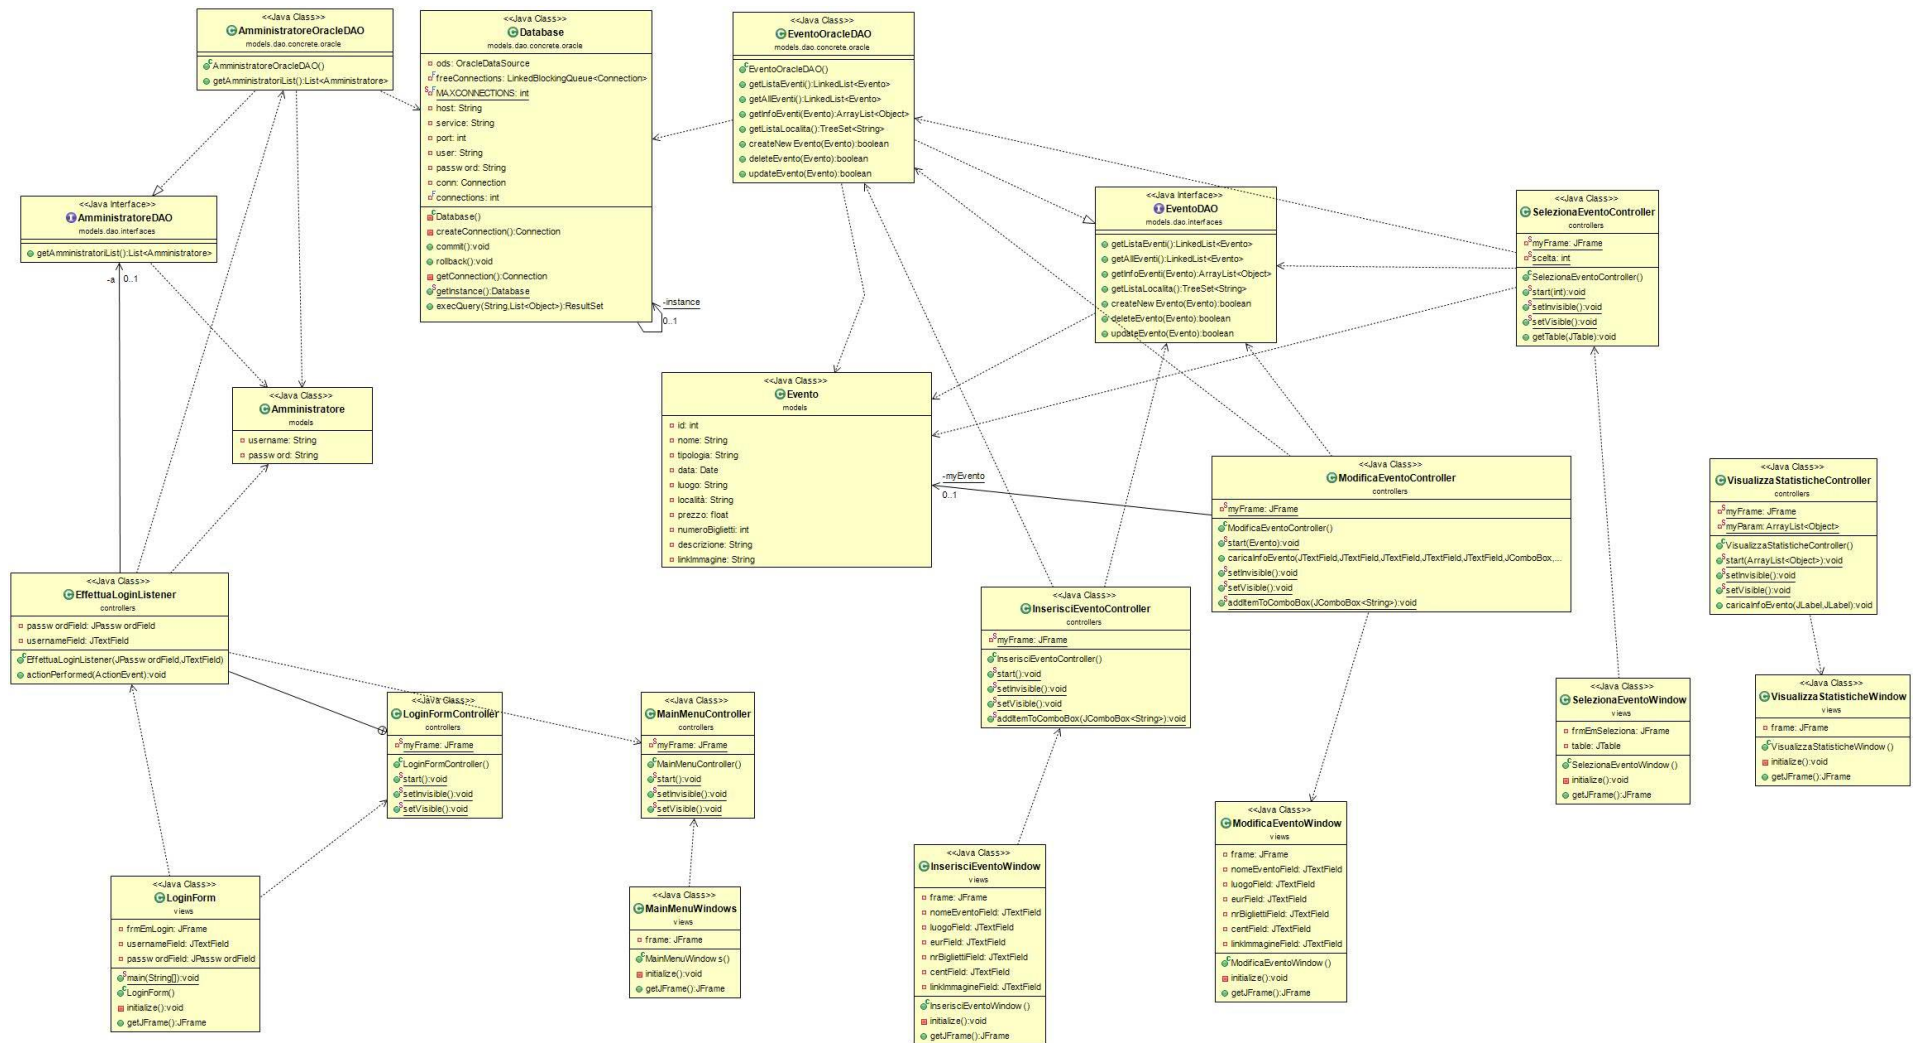 <<Java Class>>
AmministratoreOracleDAO
models.dao.concrete.oracle
AmministratoreOracleDAO()
getAmministratoriList():List<Amministratore>
<<Java Class>>
Database
models.dao.concrete.oracle
ods: OracleDataSource
freeConnections: LinkedBlockingQueue<Connection>
MAXCONNECTIONS: int
host: String
service: String
port: int
user: String
password: String
conn: Connection
connections: int
Database()
createConnection():Connection
commit():void
rollback():void
getConnection():Connection
getInstance():Database
execQuery(String,List<Object>):ResultSet
-instance
0..1
<<Java Class>>
EventoOracleDAO
models.dao.concrete.oracle
EventoOracleDAO()
getListaEventi():LinkedList<Evento>
getAllEventi():LinkedList<Evento>
getInfoEventi(Evento):ArrayList<Object>
getListaLocalita():TreeSet<String>
createNewEvento(Evento):boolean
deleteEvento(Evento):boolean
updateEvento(Evento):boolean
<<Java Interface>>
AmministratoreDAO
models.dao.interfaces
getAmministratoriList():List<Amministratore>
-a 0..1
<<Java Interface>>
EventoDAO
models.dao.interfaces
getListaEventi():LinkedList<Evento>
getAllEventi():LinkedList<Evento>
getInfoEventi(Evento):ArrayList<Object>
getListaLocalita():TreeSet<String>
createNewEvento(Evento):boolean
deleteEvento(Evento):boolean
updateEvento(Evento):boolean
<<Java Class>>
SelezionaEventoController
controllers
myFrame: JFrame
scelta: int
SelezionaEventoController()
start(int):void
setInvisible():void
setVisible():void
getTable(JTable):void
<<Java Class>>
Amministratore
models
username: String
password: String
<<Java Class>>
Evento
models
id: int
nome: String
tipologia: String
data: Date
luogo: String
località: String
prezzo: float
numeroBiglietti: int
descrizione: String
linkImmagine: String
-myEvento
0..1
<<Java Class>>
ModificaEventoController
controllers
myFrame: JFrame
ModificaEventoController()
start(Evento):void
caricaInfoEvento(JTextField,JTextField,JTextField,JTextField,JTextField,JComboBox,...
setInvisible():void
setVisible():void
addItemToComboBox(JComboBox<String>):void
<<Java Class>>
VisualizzaStatisticheController
controllers
myFrame: JFrame
myParam: ArrayList<Object>
VisualizzaStatisticheController()
start(ArrayList<Object>):void
setInvisible():void
setVisible():void
caricaInfoEvento(JLabel,JLabel):void
<<Java Class>>
EffettuaLoginListener
controllers
passwordField: JPasswordField
usernameField: JTextField
EffettuaLoginListener(JPasswordField,JTextField)
actionPerformed(ActionEvent):void
<<Java Class>>
InserisciEventoController
controllers
myFrame: JFrame
InserisciEventoController()
start():void
setInvisible():void
setVisible():void
addItemToComboBox(JComboBox<String>):void
<<Java Class>>
LoginFormController
controllers
myFrame: JFrame
LoginFormController()
start():void
setInvisible():void
setVisible():void
<<Java Class>>
MainMenuController
controllers
myFrame: JFrame
MainMenuController()
start():void
setInvisible():void
setVisible():void
<<Java Class>>
SelezionaEventoWindow
views
frmEmSeleziona: JFrame
table: JTable
SelezionaEventoWindow()
initialize():void
getJFrame():JFrame
<<Java Class>>
VisualizzaStatisticheWindow
views
frame: JFrame
VisualizzaStatisticheWindow()
initialize():void
getJFrame():JFrame
<<Java Class>>
LoginForm
views
frmEmLogin: JFrame
usernameField: JTextField
passwordField: JPasswordField
main(String[]):void
LoginForm()
initialize():void
getJFrame():JFrame
<<Java Class>>
MainMenuWindows
views
frame: JFrame
MainMenuWindows()
initialize():void
getJFrame():JFrame
<<Java Class>>
InserisciEventoWindow
views
frame: JFrame
nomeEventoField: JTextField
luogoField: JTextField
eurField: JTextField
nrBigliettiField: JTextField
centField: JTextField
linkImmagineField: JTextField
InserisciEventoWindow()
initialize():void
getJFrame():JFrame
<<Java Class>>
ModificaEventoWindow
views
frame: JFrame
nomeEventoField: JTextField
luogoField: JTextField
eurField: JTextField
nrBigliettiField: JTextField
centField: JTextField
linkImmagineField: JTextField
ModificaEventoWindow()
initialize():void
getJFrame():JFrame